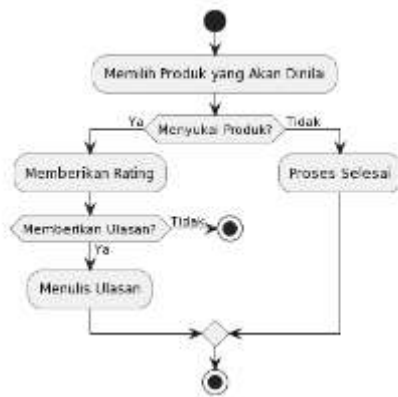 Memilih Produk yang Akan Dinilai
Ya
Menyukai Produk?
Tidak
Memberikan Rating
Proses Selesai
Memberikan Ulasan?
Tidak
Ya
Menulis Ulasan